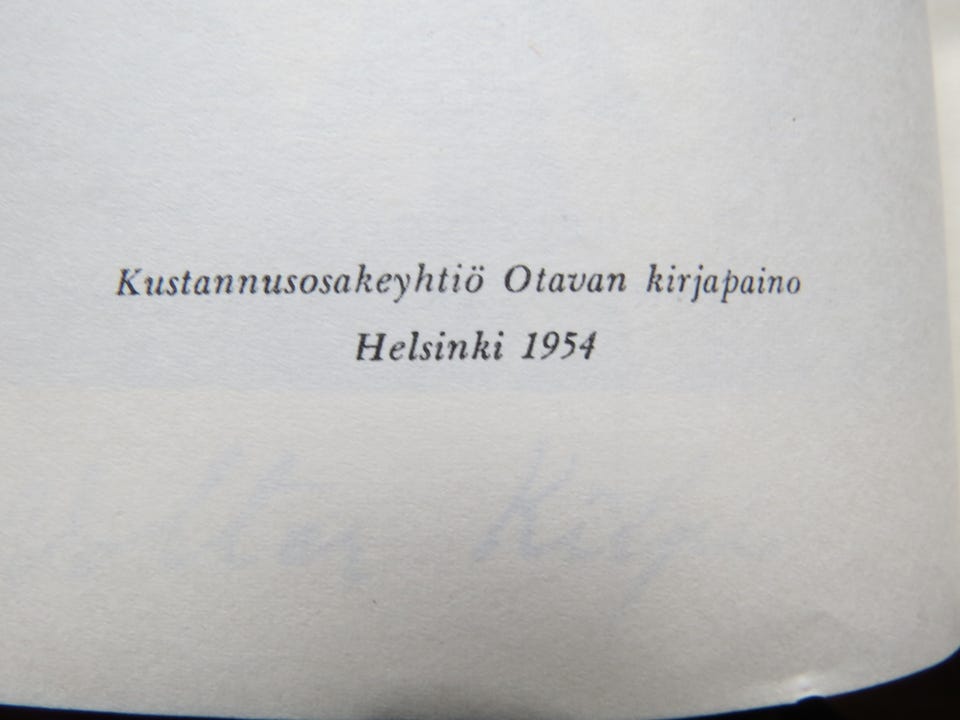 Kustannusosakeyhtiö Otavan kirjapaino
Helsinki 1954